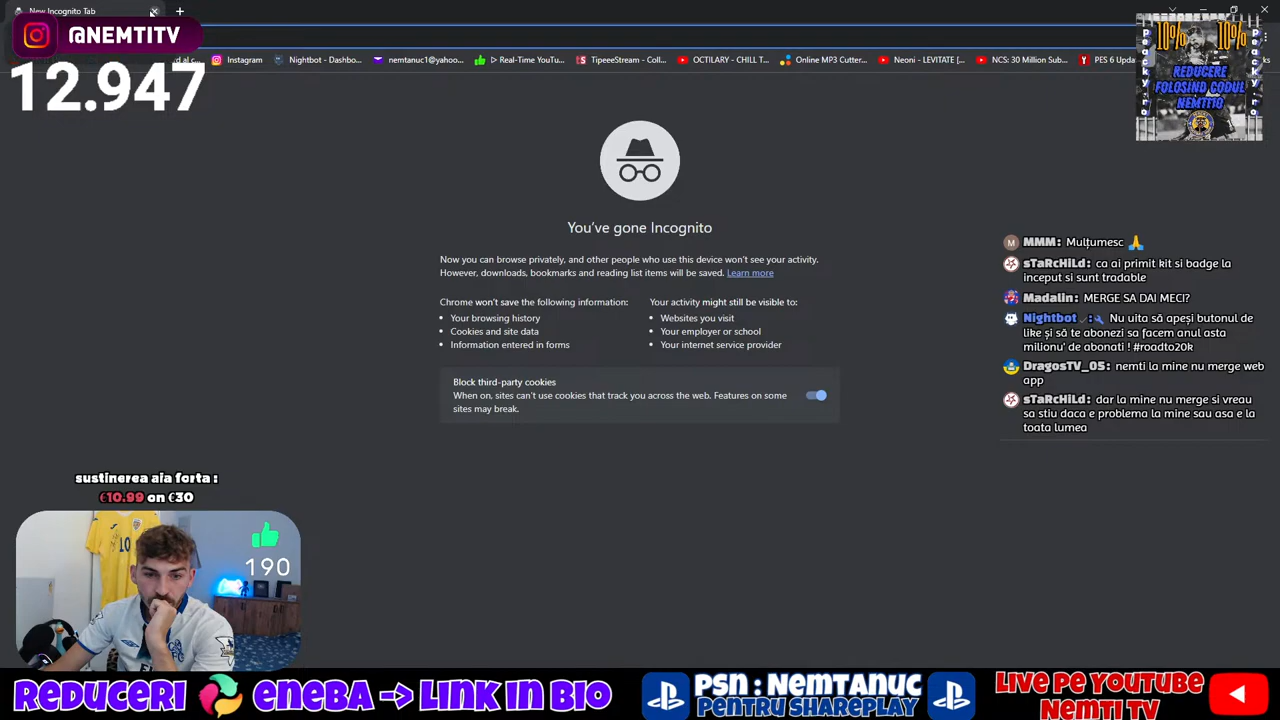 New Incognito Tab
@NEMTITV
12.947
Instagram
Nightbot - Dashbo...
nemtanuc1@yahoo...
▷ Real-Time YouTu...
TipeeeStream - Coll...
OCTILARY - CHILL T...
Online MP3 Cutter...
Neoni - LEVITATE [...
NCS: 30 Million Sub...
PES 6 Upda
10% 10%
REDUCERE
FOLOSIND CODUL
NEMTI10
You've gone Incognito
Now you can browse privately, and other people who use this device won't see your activity.
However, downloads, bookmarks and reading list items will be saved. Learn more
Chrome won't save the following information:
• Your browsing history
• Cookies and site data
• Information entered in forms
Your activity might still be visible to:
• Websites you visit
• Your employer or school
• Your internet service provider
Block third-party cookies
When on, sites can't use cookies that track you across the web. Features on some
sites may break.
M MMM: Mulțumesc 🙏
sTaRcHiLd: ca ai primit kit si badge la
inceput si sunt tradable
Madalin: MERGE SA DAI MECI?
Nightbot: Nu uita să apeși butonul de
like și să te abonezi sa facem anul asta
milionu' de abonati ! #roadto20k
DragosTV_05: nemti la mine nu merge web
app
sTaRcHiLd: dar la mine nu merge si vreau
sa stiu daca e problema la mine sau asa e la
toata lumea
sustinerea aia forta :
€10.99 on €30
190
10
REDUCERI ENEBA -> LINK IN BIO
PSN : NEMTANUC
PENTRU SHAREPLAY
LIVE PE YOUTUBE
NEMTI TV